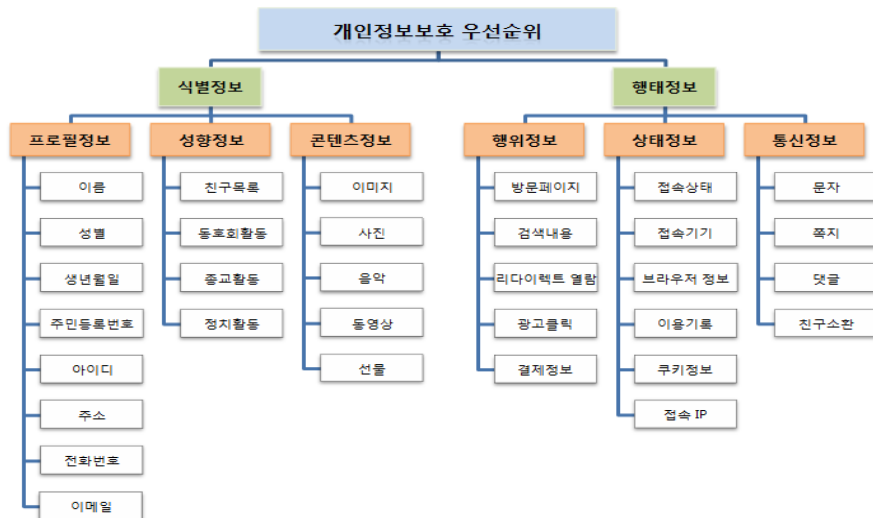 개인정보보호 우선순위
식별정보
행태정보
프로필정보
성향정보
콘텐츠정보
행위정보
상태정보
통신정보
이름
성별
생년월일
주민등록번호
아이디
주소
전화번호
이메일
친구목록
동호회활동
종교활동
정치활동
이미지
사진
음악
동영상
선물
방문페이지
검색내용
리다이렉트 열람
광고클릭
결제정보
접속상태
접속기기
브라우저 정보
이용기록
쿠키정보
접속 IP
문자
쪽지
댓글
친구소환